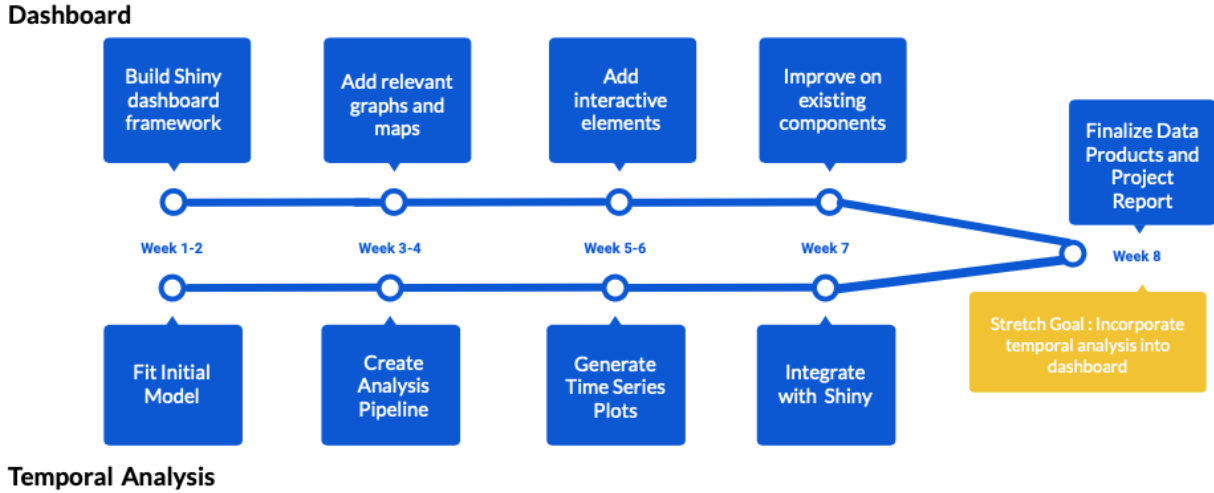 Dashboard
Build Shiny
dashboard
framework
Add relevant
graphs and
maps
Add
interactive
elements
Improve on
existing
components
Finalize Data
Products and
Project
Report
Week 1-2
Week 3-4
Week 5-6
Week 7
Week 8
Fit Initial
Model
Create
Analysis
Pipeline
Generate
Time Series
Plots
Integrate
with Shiny
Stretch Goal : Incorporate
temporal analysis into
dashboard
Temporal Analysis